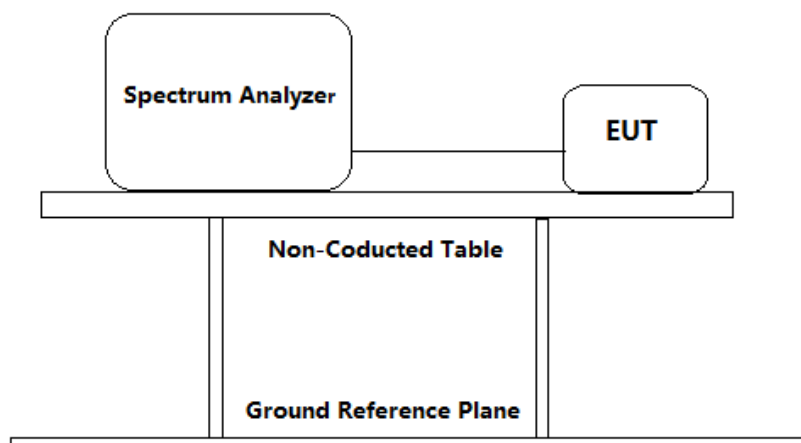 Spectrum Analyzer
EUT
Non-Coducted Table
Ground Reference Plane